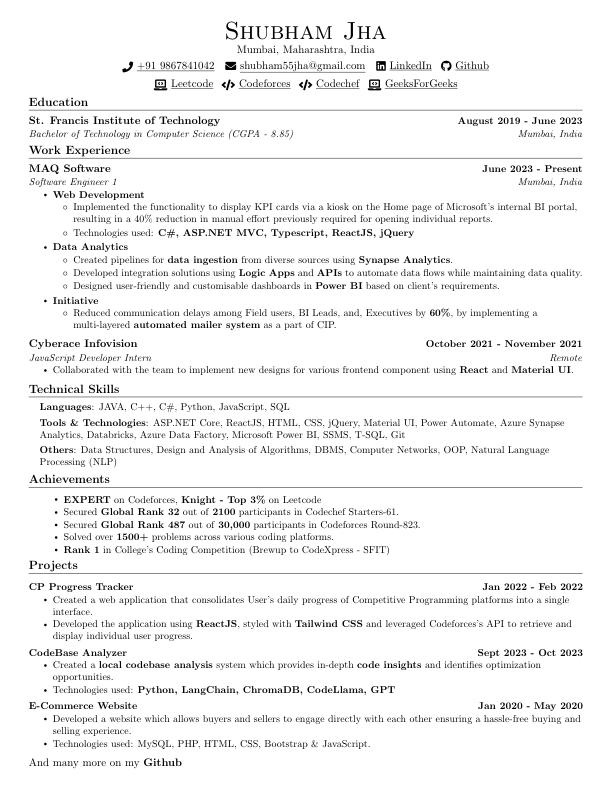 Shubham Jha
Mumbai, Maharashtra, India
+91 9867841042 shubham55jha@gmail.com LinkedIn Github
Leetcode Codeforces Codechef GeeksForGeeks
Education
St. Francis Institute of Technology August 2019 - June 2023
Bachelor of Technology in Computer Science (CGPA - 8.85) Mumbai, India
Work Experience
MAQ Software June 2023 - Present
Software Engineer 1 Mumbai, India
• Web Development
◦ Implemented the functionality to display KPI cards via a kiosk on the Home page of Microsoft's internal BI portal,
resulting in a 40% reduction in manual effort previously required for opening individual reports.
◦ Technologies used: C#, ASP.NET MVC, Typescript, ReactJS, jQuery
• Data Analytics
◦ Created pipelines for data ingestion from diverse sources using Synapse Analytics.
◦ Developed integration solutions using Logic Apps and APIs to automate data flows while maintaining data quality.
◦ Designed user-friendly and customisable dashboards in Power BI based on client's requirements.
• Initiative
◦ Reduced communication delays among Field users, BI Leads, and, Executives by 60%, by implementing a
multi-layered automated mailer system as a part of CIP.
Cyberace Infovision October 2021 - November 2021
JavaScript Developer Intern Remote
• Collaborated with the team to implement new designs for various frontend component using React and Material UI.
Technical Skills
Languages: JAVA, C++, C#, Python, JavaScript, SQL
Tools & Technologies: ASP.NET Core, ReactJS, HTML, CSS, jQuery, Material UI, Power Automate, Azure Synapse
Analytics, Databricks, Azure Data Factory, Microsoft Power BI, SSMS, T-SQL, Git
Others: Data Structures, Design and Analysis of Algorithms, DBMS, Computer Networks, OOP, Natural Language
Processing (NLP)
Achievements
• EXPERT on Codeforces, Knight - Top 3% on Leetcode
• Secured Global Rank 32 out of 2100 participants in Codechef Starters-61.
• Secured Global Rank 487 out of 30,000 participants in Codeforces Round-823.
• Solved over 1500+ problems across various coding platforms.
• Rank 1 in College's Coding Competition (Brewup to CodeXpress - SFIT)
Projects
CP Progress Tracker Jan 2022 - Feb 2022
• Created a web application that consolidates User's daily progress of Competitive Programming platforms into a single
interface.
• Developed the application using ReactJS, styled with Tailwind CSS and leveraged Codeforces's API to retrieve and
display individual user progress.
CodeBase Analyzer Sept 2023 - Oct 2023
• Created a local codebase analysis system which provides in-depth code insights and identifies optimization
opportunities.
• Technologies used: Python, LangChain, ChromaDB, CodeLlama, GPT
E-Commerce Website Jan 2020 - May 2020
• Developed a website which allows buyers and sellers to engage directly with each other ensuring a hassle-free buying and
selling experience.
• Technologies used: MySQL, PHP, HTML, CSS, Bootstrap & JavaScript.
And many more on my Github